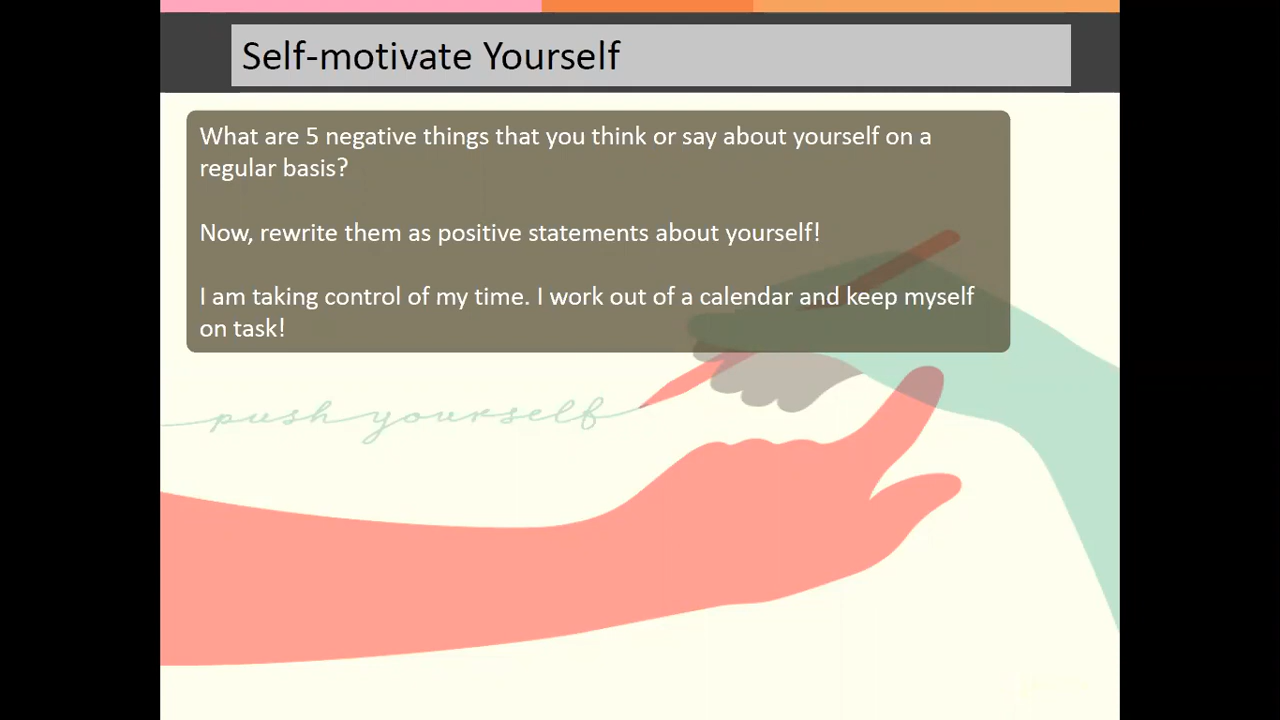 Self-motivate Yourself
What are 5 negative things that you think or say about yourself on a
regular basis?
Now, rewrite them as positive statements about yourself!
I am taking control of my time. I work out of a calendar and keep myself
on task!
push yourself